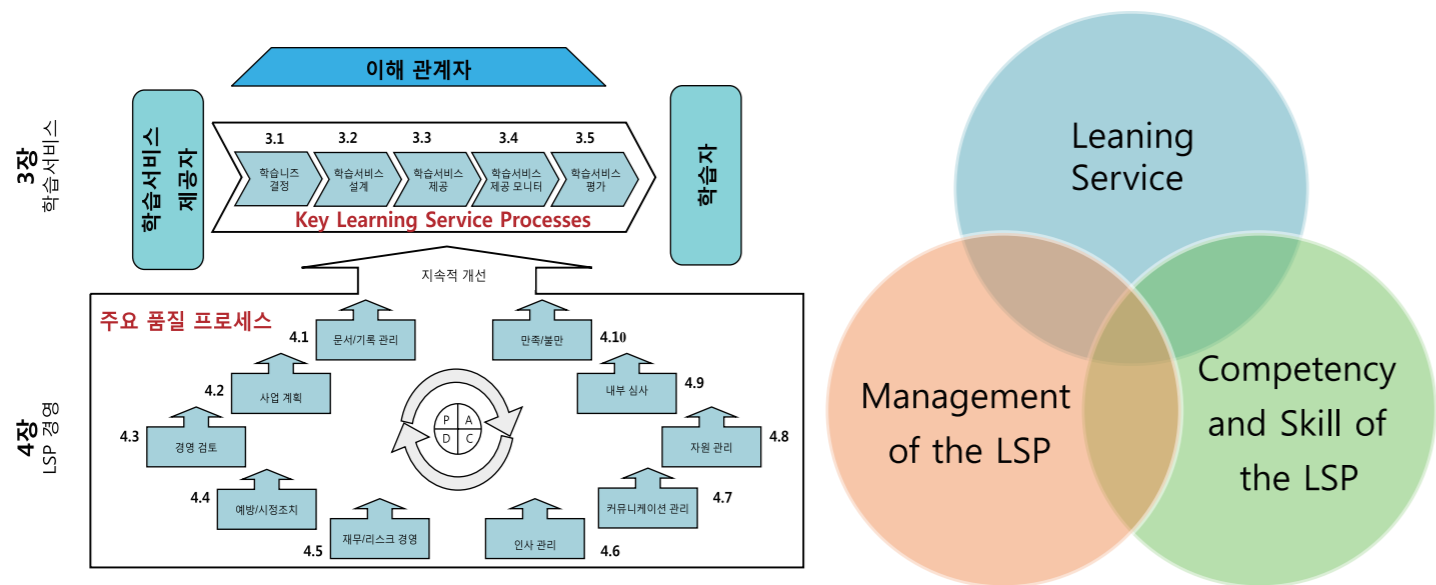 이해 관계자
3장
학습서비스
학습서비스
제공자
3.1
3.2
3.3
3.4
3.5
학습니즈
결정
학습서비스
설계
학습서비스
제공
학습서비스
제공 모니터
학습서비스
평가
Key Learning Service Processes
학습자
지속적 개선
4장
LSP 경영
주요 품질 프로세스
4.1
문서/기록 관리
만족/불만
4.10
4.2
사업 계획
내부 심사
4.9
4.3
경영 검토
P
A
D
C
자원 관리
4.8
4.4
예방/시정조치
커뮤니케이션 관리
4.7
4.5
재무/리스크 경영
인사 관리
4.6
Leaning
Service
Management
of the LSP
Competency
and Skill of
the LSP